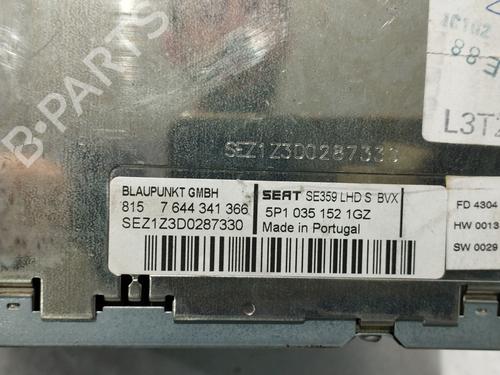 B-PARTS
E 88
L3T
SEZ1Z3D0287330
BLAUPUNKT GMBH
815 7 644 341 366
SEZ1Z3D0287330
SEAT SE359 LHD S BVX
5P1 035 152 1GZ
Made in Portugal
FD 4304
HW 0013
SW 0029